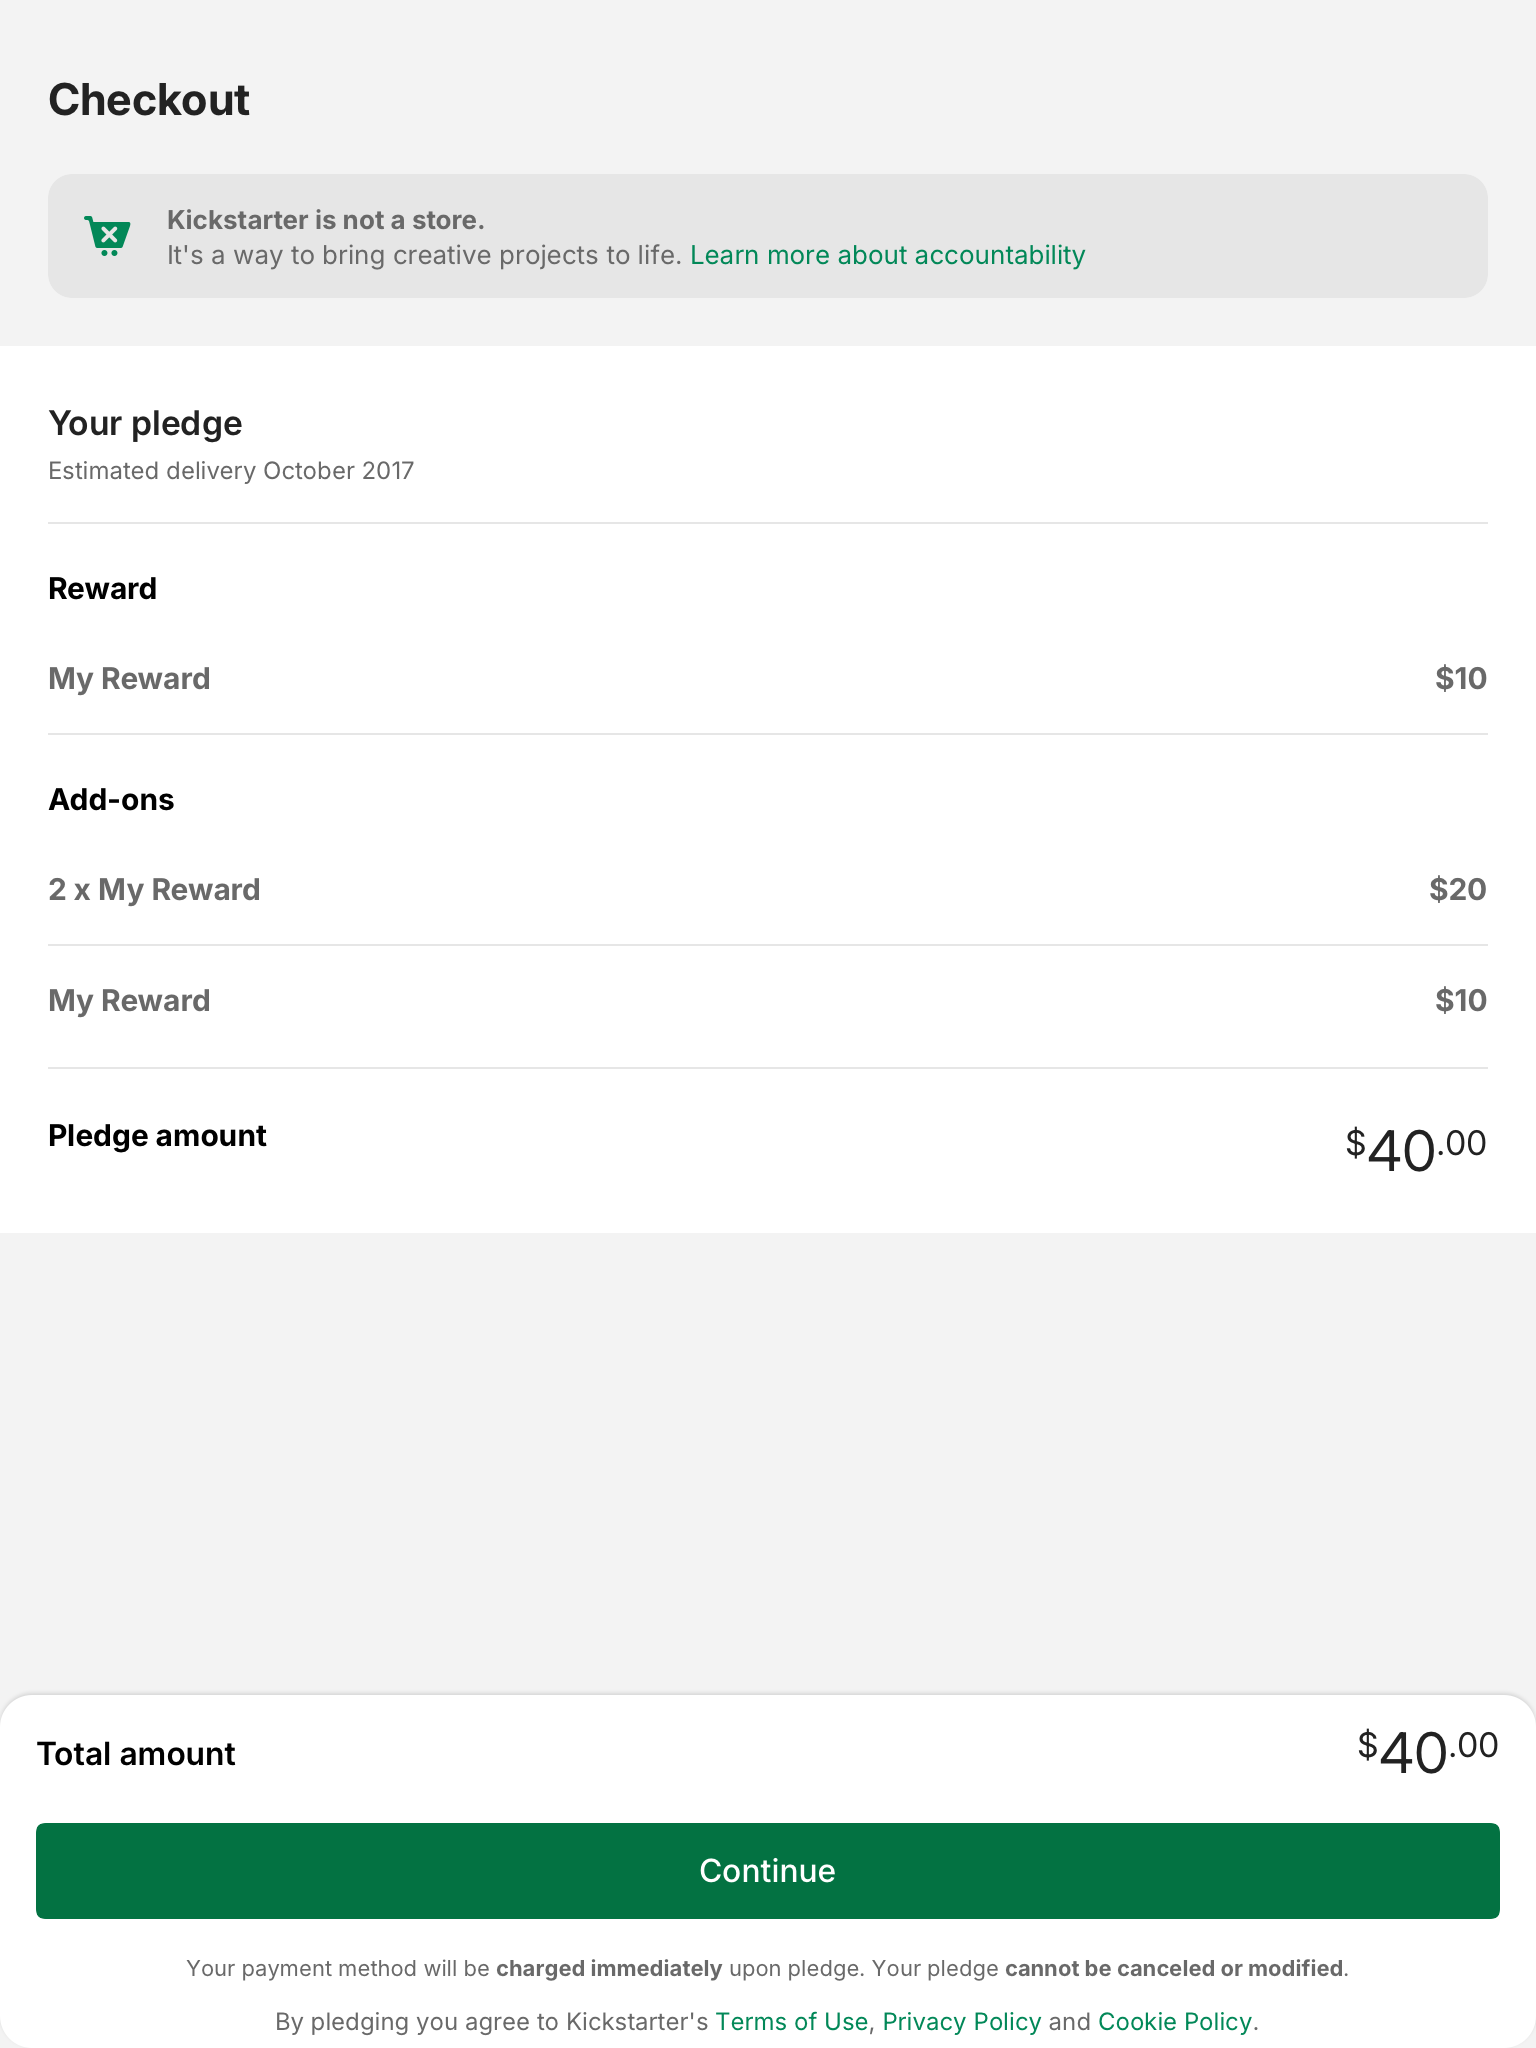 Checkout
Kickstarter is not a store.
It's a way to bring creative projects to life. Learn more about accountability
Your pledge
Estimated delivery October 2017
Reward
My Reward $10
Add-ons
2 x My Reward $20
My Reward $10
Pledge amount $40.00
Total amount $40.00
Continue
Your payment method will be charged immediately upon pledge. Your pledge cannot be canceled or modified.
By pledging you agree to Kickstarter's Terms of Use, Privacy Policy and Cookie Policy.